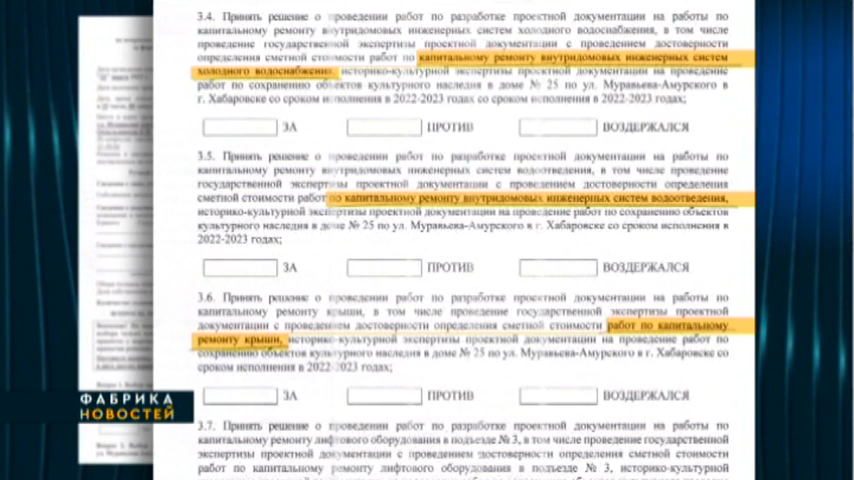 3.4. Принять решение о проведении работ по разработке проектной документации на работы по
капитальному ремонту внутридомовых инженерных систем холодного водоснабжения, в том числе
проведение государственной экспертизы проектной документации с проведением достоверности
определения сметной стоимости работ по капитальному ремонту внутридомовых инженерных систем
холодного водоснабжения, историко-культурной экспертизы проектной документации на проведение
работ по сохранению объектов культурного наследия в доме № 25 по ул. Муравьева-Амурского в
г. Хабаровске со сроком исполнения в 2022-2023 годах со сроком исполнения в 2022-2023 годах;
ЗА ПРОТИВ ВОЗДЕРЖАЛСЯ
3.5. Принять решение о проведении работ по разработке проектной документации на работы по
капитальному ремонту внутридомовых инженерных систем водоотведения, в том числе проведение
государственной экспертизы проектной документации с проведением достоверности определения
сметной стоимости работ по капитальному ремонту внутридомовых инженерных систем водоотведения,
историко-культурной экспертизы проектной документации на проведение работ по сохранению объектов
культурного наследия в доме № 25 по ул. Муравьева-Амурского в г. Хабаровске со сроком исполнения в
2022-2023 годах;
ЗА ПРОТИВ ВОЗДЕРЖАЛСЯ
3.6. Принять решение о проведении работ по разработке проектной документации на работы по
капитальному ремонту крыши, в том числе проведение государственной экспертизы проектной
документации с проведением достоверности определения сметной стоимости работ по капитальному
ремонту крыши, историко-культурной экспертизы проектной документации на проведение работ по
сохранению объектов культурного наследия в доме № 25 по ул. Муравьева-Амурского в г. Хабаровске со
сроком исполнения в 2022-2023 годах;
ЗА ПРОТИВ ВОЗДЕРЖАЛСЯ
ФАБРИКА
НОВОСТЕЙ
3.7. Принять решение о проведении работ по разработке проектной документации на работы по
капитальному ремонту лифтового оборудования в подъезде № 3, в том числе проведение государственной
экспертизы проектной документации с проведением достоверности определения сметной стоимости
работ по капитальному ремонту лифтового оборудования в подъезде № 3, историко-культурной